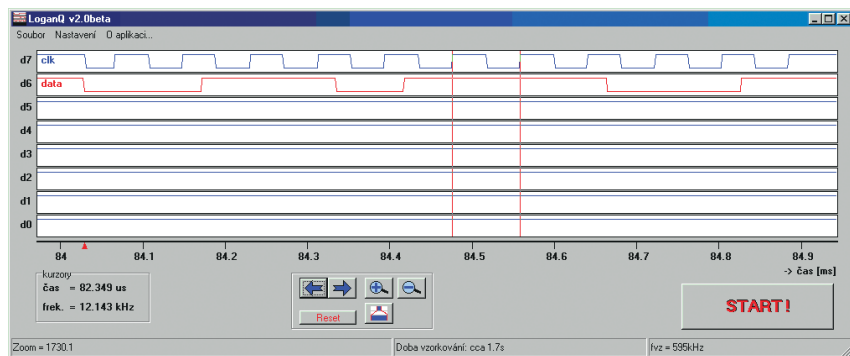 LoganQ v2.0beta
Soubor Nastavení O aplikaci...
d7 clk
d6 data
d5
d4
d3
d2
d1
d0
84 84.1 84.2 84.3 84.4 84.5 84.6 84.7 84.8 84.9
-> čas [ms]
kurzory
čas = 82.349 us
frek. = 12.143 kHz
Reset
START!
Zoom = 1730.1 Doba vzorkování: cca 1.7s fvz = 595kHz